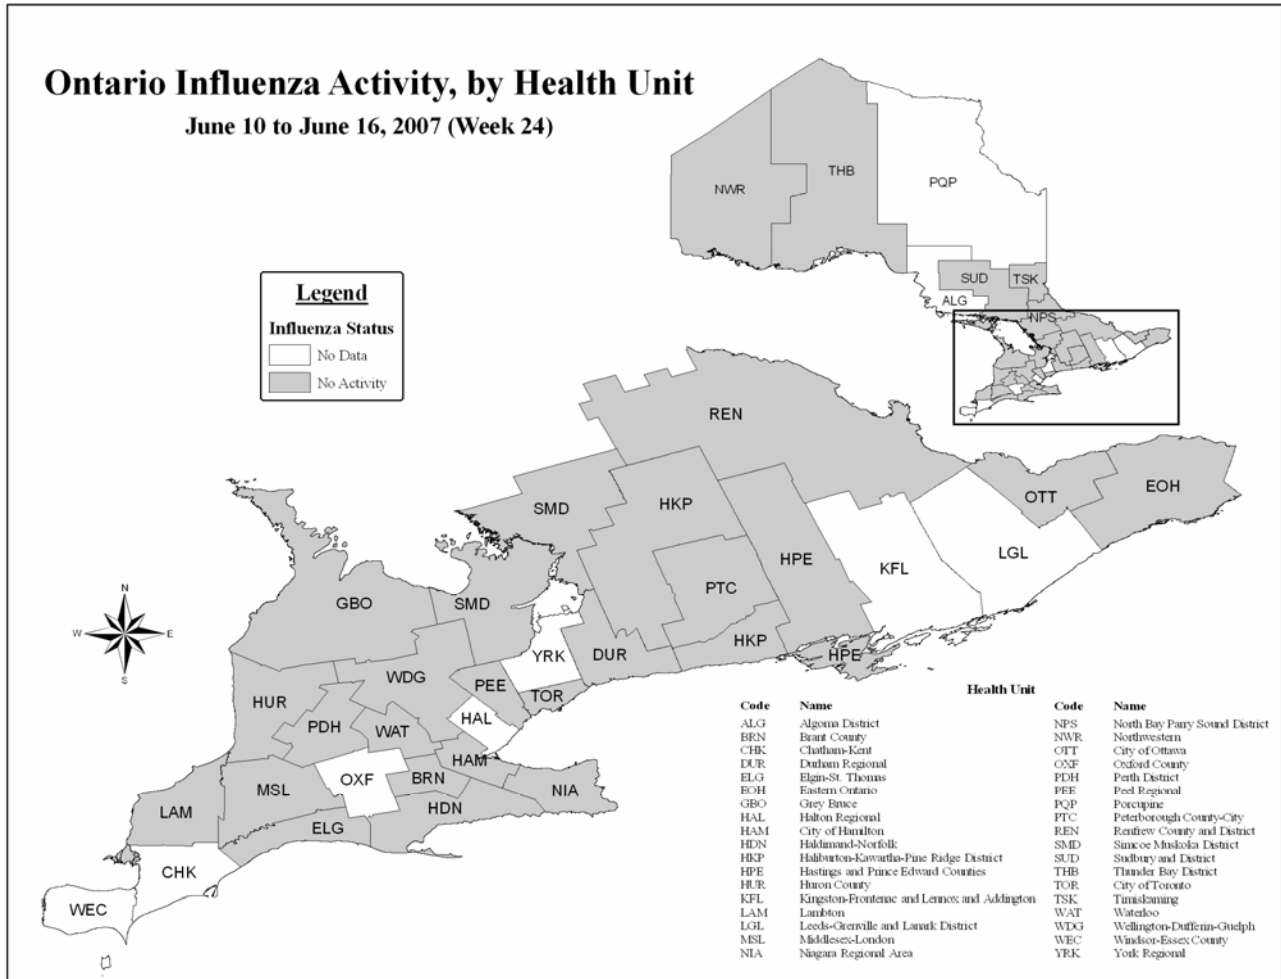 Ontario Influenza Activity, by Health Unit
June 10 to June 16, 2007 (Week 24)
NWR
THB
PQP
SUD
TSK
ALG
NPS
Legend
Influenza Status
No Data
No Activity
REN
SMD
HKP
OTT
EOH
LGL
HPE
KFL
PTC
GBO
SMD
HKP
HPE
YRK
DUR
WDG
PEE
TOR
HUR
HAL
PDH
WAT
HAM
OXF
BRN
MSL
NIA
LAM
HDN
ELG
CHK
WEC
N
W
E
S
Health Unit
Code Name Code Name
ALG Algoma District NPS North Bay Parry Sound District
BRN Brant County NWR Northwestern
CHK Chatham-Kent OTT City of Ottawa
DUR Durham Regional OXF Oxford County
ELG Elgin-St. Thomas PDH Perth District
EOH Eastern Ontario PEE Peel Regional
GBO Grey Bruce PQP Porcupine
HAL Halton Regional PTC Peterborough County-City
HAM City of Hamilton REN Renfrew County and District
HDN Haldimand-Norfolk SMD Simcoe Muskoka District
HKP Haliburton-Kawartha-Pine Ridge District SUD Sudbury and District
HPE Hastings and Prince Edward Counties THB Thunder Bay District
HUR Huron County TOR City of Toronto
KFL Kingston-Frontenac and Lennox and Addington TSK Timiskaming
LAM Lambton WAT Waterloo
LGL Leeds-Grenville and Lanark District WDG Wellington-Dufferin-Guelph
MSL Middlesex-London WEC Windsor-Essex County
NIA Niagara Regional Area YRK York Regional